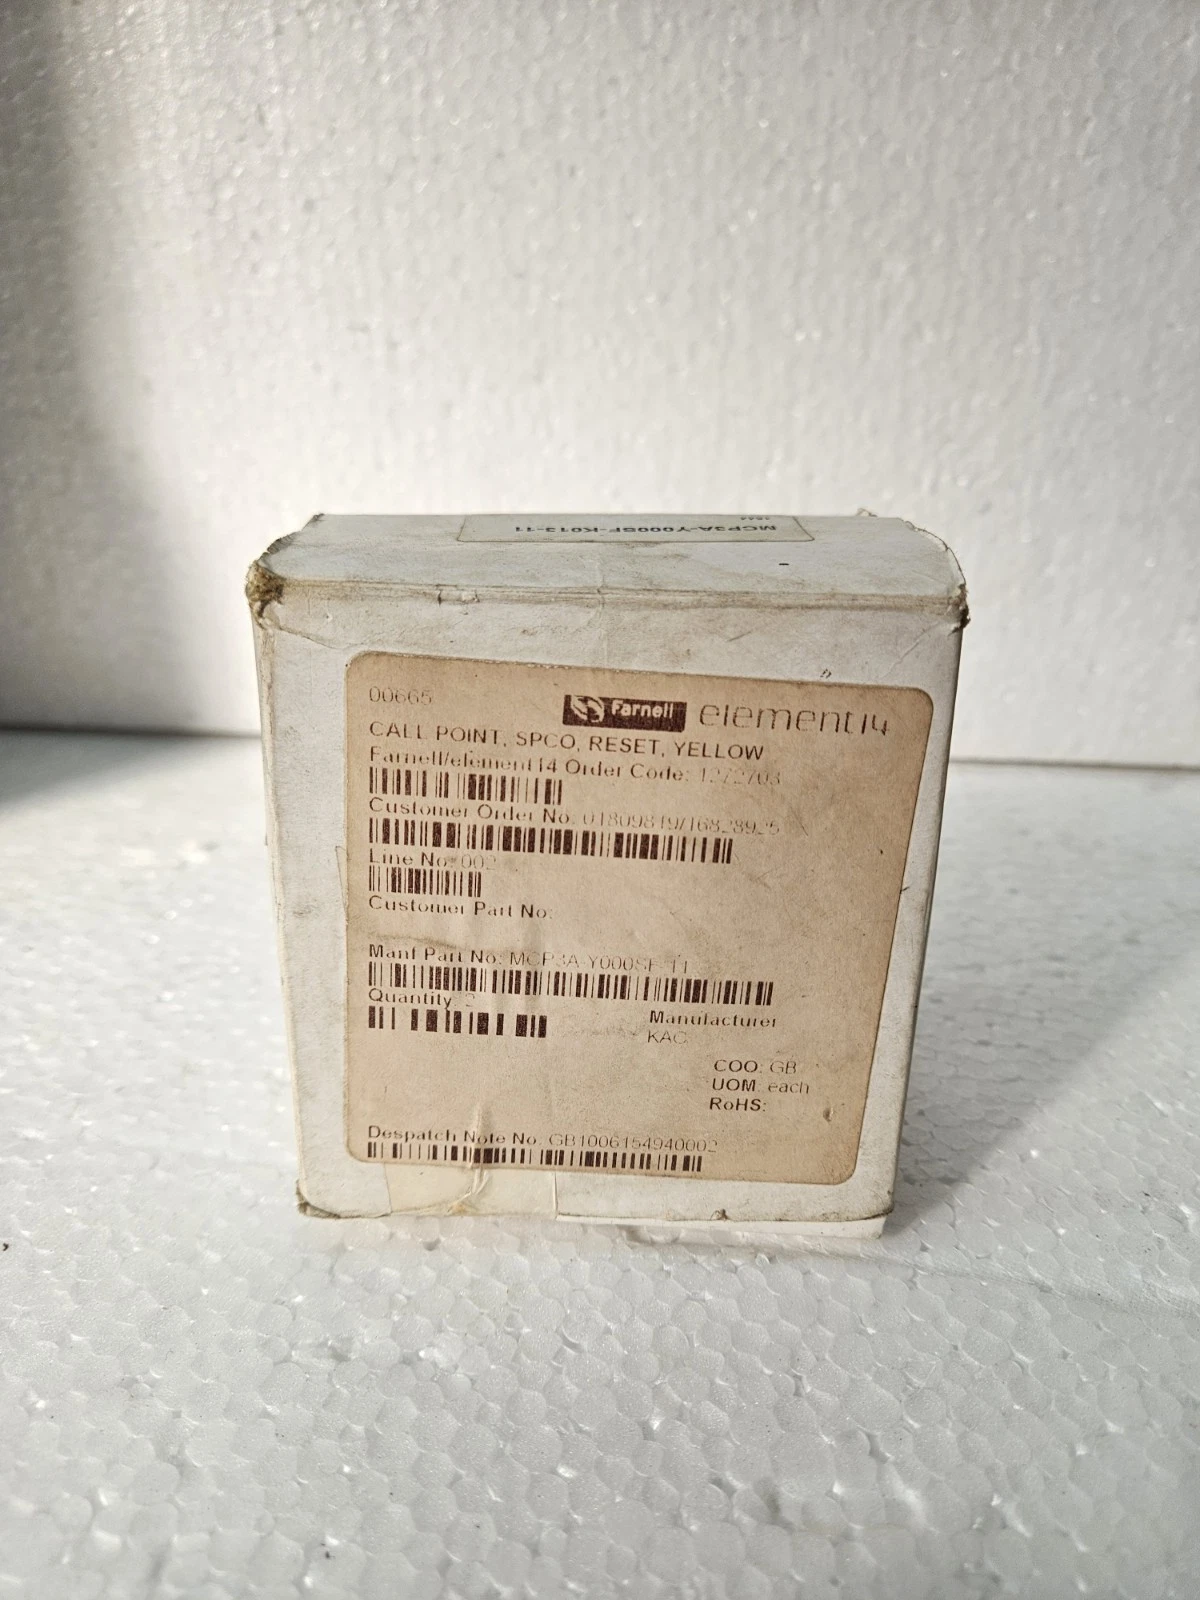 MCP3A-Y000SF-K013-11
00665
Farnell element14
CALL POINT, SPCO, RESET, YELLOW
Farnell/element14 Order Code: 1272703
Customer Order No: 01809819/16828925
Line No: 002
Customer Part No:
Manf Part No: MCP3A-Y000SF-11
Quantity: 2
Manufacturer
KAC
COO: GB
UOM: each
RoHS:
Despatch Note No: GB1006154940002